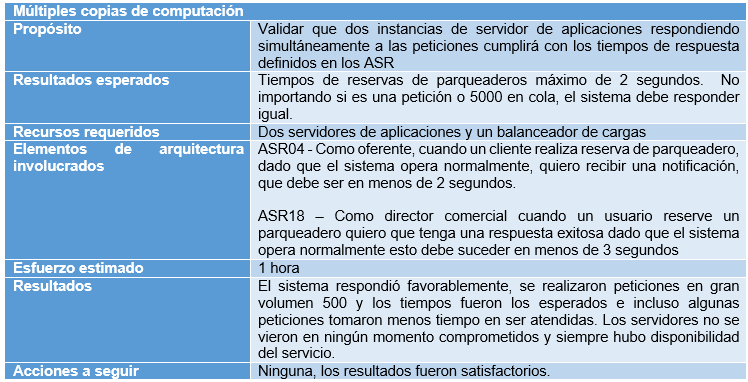 Múltiples copias de computación
Propósito
Validar que dos instancias de servidor de aplicaciones respondiendo
simultáneamente a las peticiones cumplirá con los tiempos de respuesta
definidos en los ASR
Resultados esperados
Tiempos de reservas de parqueaderos máximo de 2 segundos. No
importando si es una petición o 5000 en cola, el sistema debe responder
igual.
Recursos requeridos
Dos servidores de aplicaciones y un balanceador de cargas
Elementos de arquitectura
involucrados
ASR04 - Como oferente, cuando un cliente realiza reserva de parqueadero,
dado que el sistema opera normalmente, quiero recibir una notificación,
que debe ser en menos de 2 segundos.
ASR18 – Como director comercial cuando un usuario reserve un
parqueadero quiero que tenga una respuesta exitosa dado que el sistema
opera normalmente esto debe suceder en menos de 3 segundos
Esfuerzo estimado
1 hora
Resultados
El sistema respondió favorablemente, se realizaron peticiones en gran
volumen 500 y los tiempos fueron los esperados e incluso algunas
peticiones tomaron menos tiempo en ser atendidas. Los servidores no se
vieron en ningún momento comprometidos y siempre hubo disponibilidad
del servicio.
Acciones a seguir
Ninguna, los resultados fueron satisfactorios.